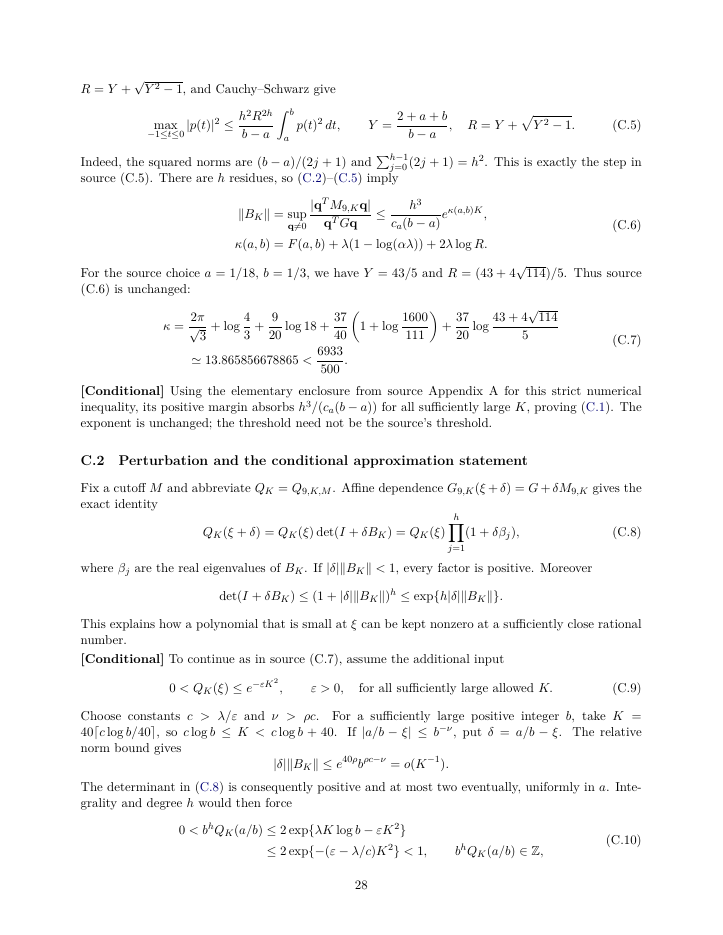 R = Y + √(Y² − 1), and Cauchy–Schwarz give
max_{−1≤t≤0} |p(t)|² ≤ h²R^{2h}/(b − a) ∫_a^b p(t)² dt,  Y = (2 + a + b)/(b − a),  R = Y + √(Y² − 1).  (C.5)
Indeed, the squared norms are (b − a)/(2j + 1) and ∑_{j=0}^{h−1}(2j + 1) = h². This is exactly the step in
source (C.5). There are h residues, so (C.2)–(C.5) imply
‖B_K‖ = sup_{q≠0} |q^T M_{9,K} q|/(q^T G q) ≤ h³/(c_a(b − a)) e^{κ(a,b)K},
(C.6)
κ(a, b) = F(a, b) + λ(1 − log(αλ)) + 2λ log R.
For the source choice a = 1/18, b = 1/3, we have Y = 43/5 and R = (43 + 4√114)/5. Thus source
(C.6) is unchanged:
κ = 2π/√3 + log 4/3 + 9/20 log 18 + 37/40 (1 + log 1600/111) + 37/20 log (43 + 4√114)/5
(C.7)
≃ 13.865856678865 < 6933/500.
[Conditional] Using the elementary enclosure from source Appendix A for this strict numerical
inequality, its positive margin absorbs h³/(c_a(b − a)) for all sufficiently large K, proving (C.1). The
exponent is unchanged; the threshold need not be the source's threshold.
C.2 Perturbation and the conditional approximation statement
Fix a cutoff M and abbreviate Q_K = Q_{9,K,M}. Affine dependence G_{9,K}(ξ + δ) = G + δM_{9,K} gives the
exact identity
Q_K(ξ + δ) = Q_K(ξ) det(I + δB_K) = Q_K(ξ) ∏_{j=1}^{h} (1 + δβ_j),  (C.8)
where β_j are the real eigenvalues of B_K. If |δ|‖B_K‖ < 1, every factor is positive. Moreover
det(I + δB_K) ≤ (1 + |δ|‖B_K‖)^h ≤ exp{h|δ|‖B_K‖}.
This explains how a polynomial that is small at ξ can be kept nonzero at a sufficiently close rational
number.
[Conditional] To continue as in source (C.7), assume the additional input
0 < Q_K(ξ) ≤ e^{−εK²},  ε > 0,  for all sufficiently large allowed K.  (C.9)
Choose constants c > λ/ε and ν > ρc. For a sufficiently large positive integer b, take K =
40⌈c log b/40⌉, so c log b ≤ K < c log b + 40. If |a/b − ξ| ≤ b^{−ν}, put δ = a/b − ξ. The relative
norm bound gives
|δ|‖B_K‖ ≤ e^{40ρ}b^{ρc−ν} = o(K^{−1}).
The determinant in (C.8) is consequently positive and at most two eventually, uniformly in a. Inte-
grality and degree h would then force
0 < b^h Q_K(a/b) ≤ 2 exp{λK log b − εK²}
(C.10)
≤ 2 exp{−(ε − λ/c)K²} < 1,  b^h Q_K(a/b) ∈ ℤ,
28